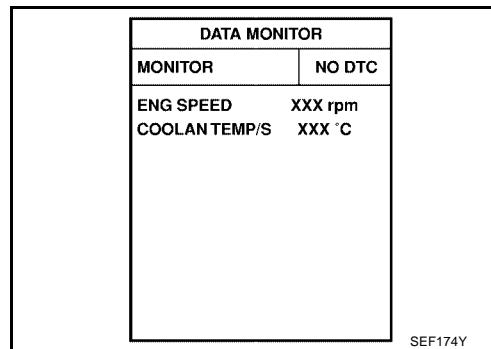 DATA MONITOR
MONITOR NO DTC
ENG SPEED XXX rpm
COOLAN TEMP/S XXX °C
SEF174Y